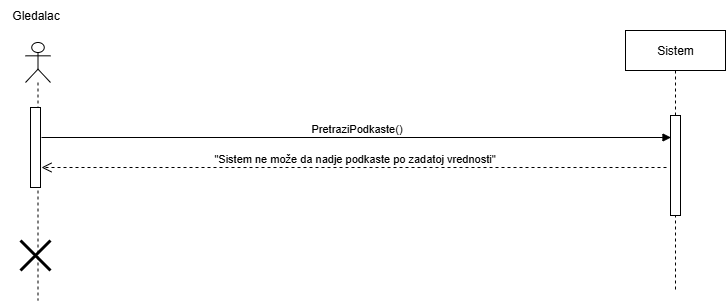 Gledalac
Sistem
PretraziPodkaste()
"Sistem ne može da nadje podkaste po zadatoj vrednosti"